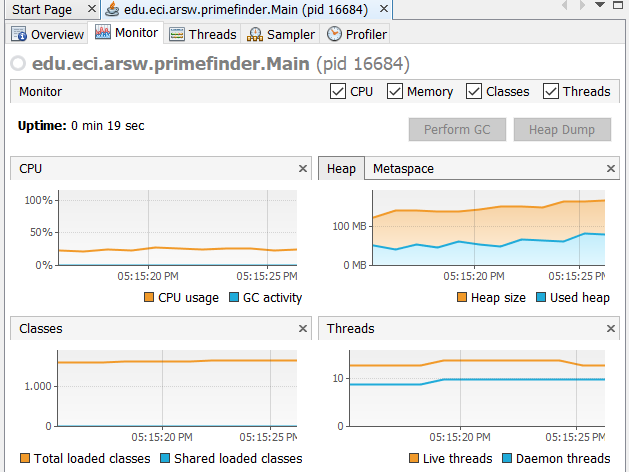 Start Page edu.eci.arsw.primefinder.Main (pid 16684)
Overview Monitor Threads Sampler Profiler
edu.eci.arsw.primefinder.Main (pid 16684)
Monitor CPU Memory Classes Threads
Uptime: 0 min 19 sec Perform GC Heap Dump
CPU
100%
50%
0%
05:15:20 PM 05:15:25 PM
CPU usage GC activity
Heap Metaspace
100 MB
0 MB
05:15:20 PM 05:15:25 PM
Heap size Used heap
Classes
1.000
0
05:15:20 PM 05:15:25 PM
Total loaded classes Shared loaded classes
Threads
10
0
05:15:20 PM 05:15:25 PM
Live threads Daemon threads